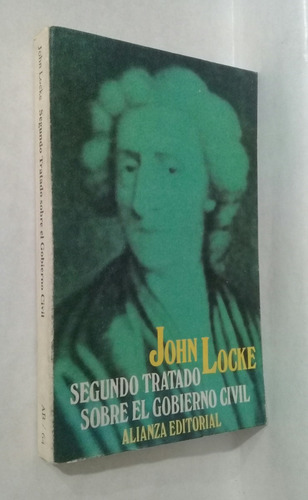 John Locke Segundo Tratado sobre el Gobierno Civil
JOHN LOCKE
SEGUNDO TRATADO
SOBRE EL GOBIERNO CIVIL
ALIANZA EDITORIAL